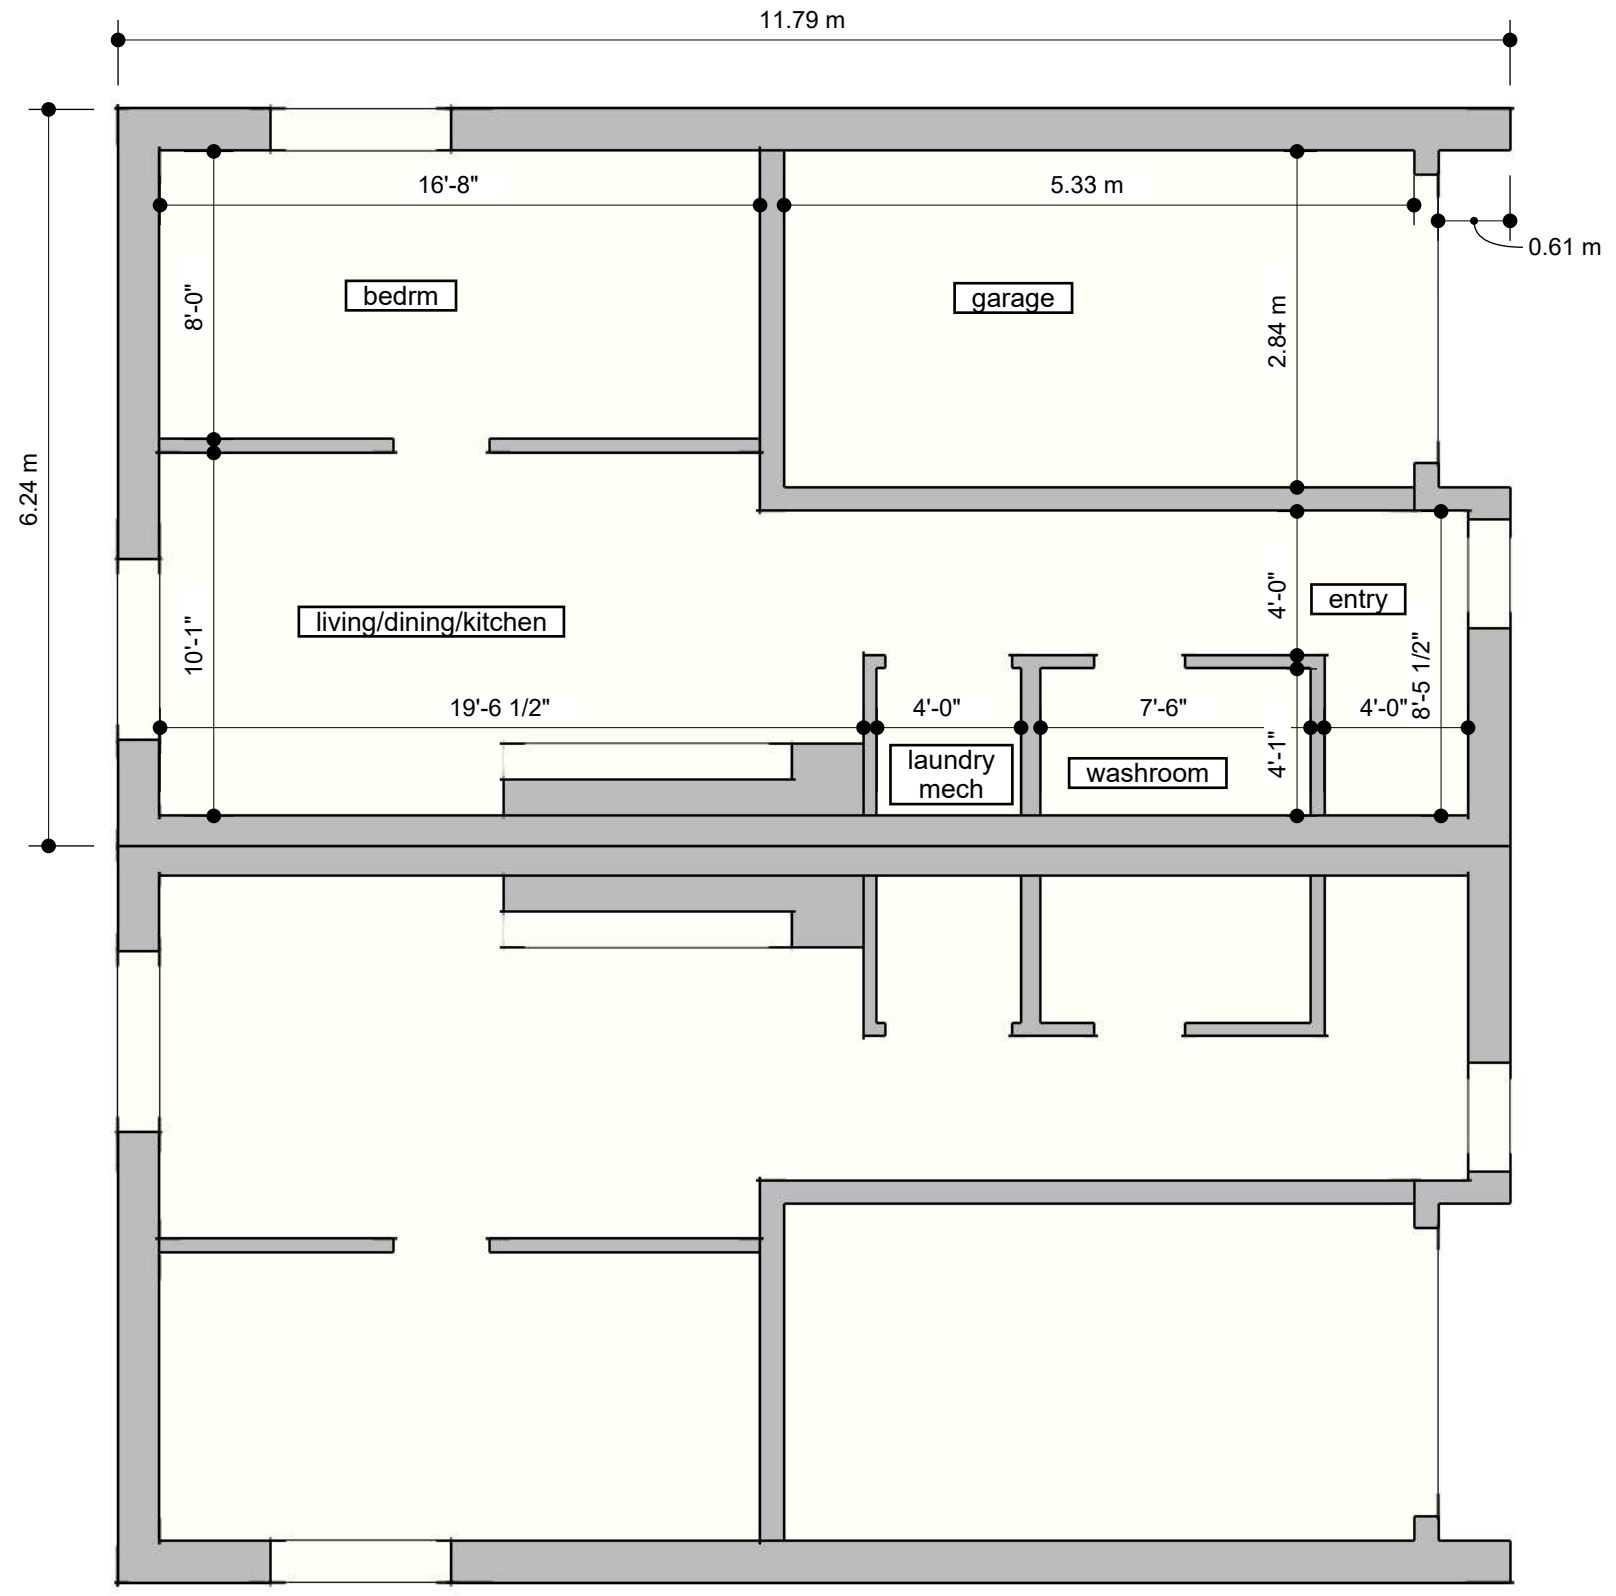 11.79 m
16'-8"
5.33 m
0.61 m
8'-0"
bedrm
garage
2.84 m
6.24 m
10'-1"
living/dining/kitchen
4'-0"
entry
8'-5 1/2"
19'-6 1/2"
4'-0"
7'-6"
4'-0"
4'-1"
laundry
mech
washroom